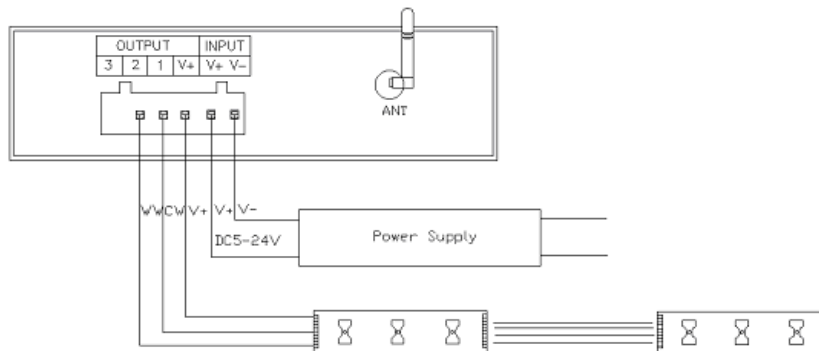 OUTPUT INPUT
3 2 1 V+ V+ V-
ANT
WW CW V+ V+ V-
DC5-24V
Power Supply